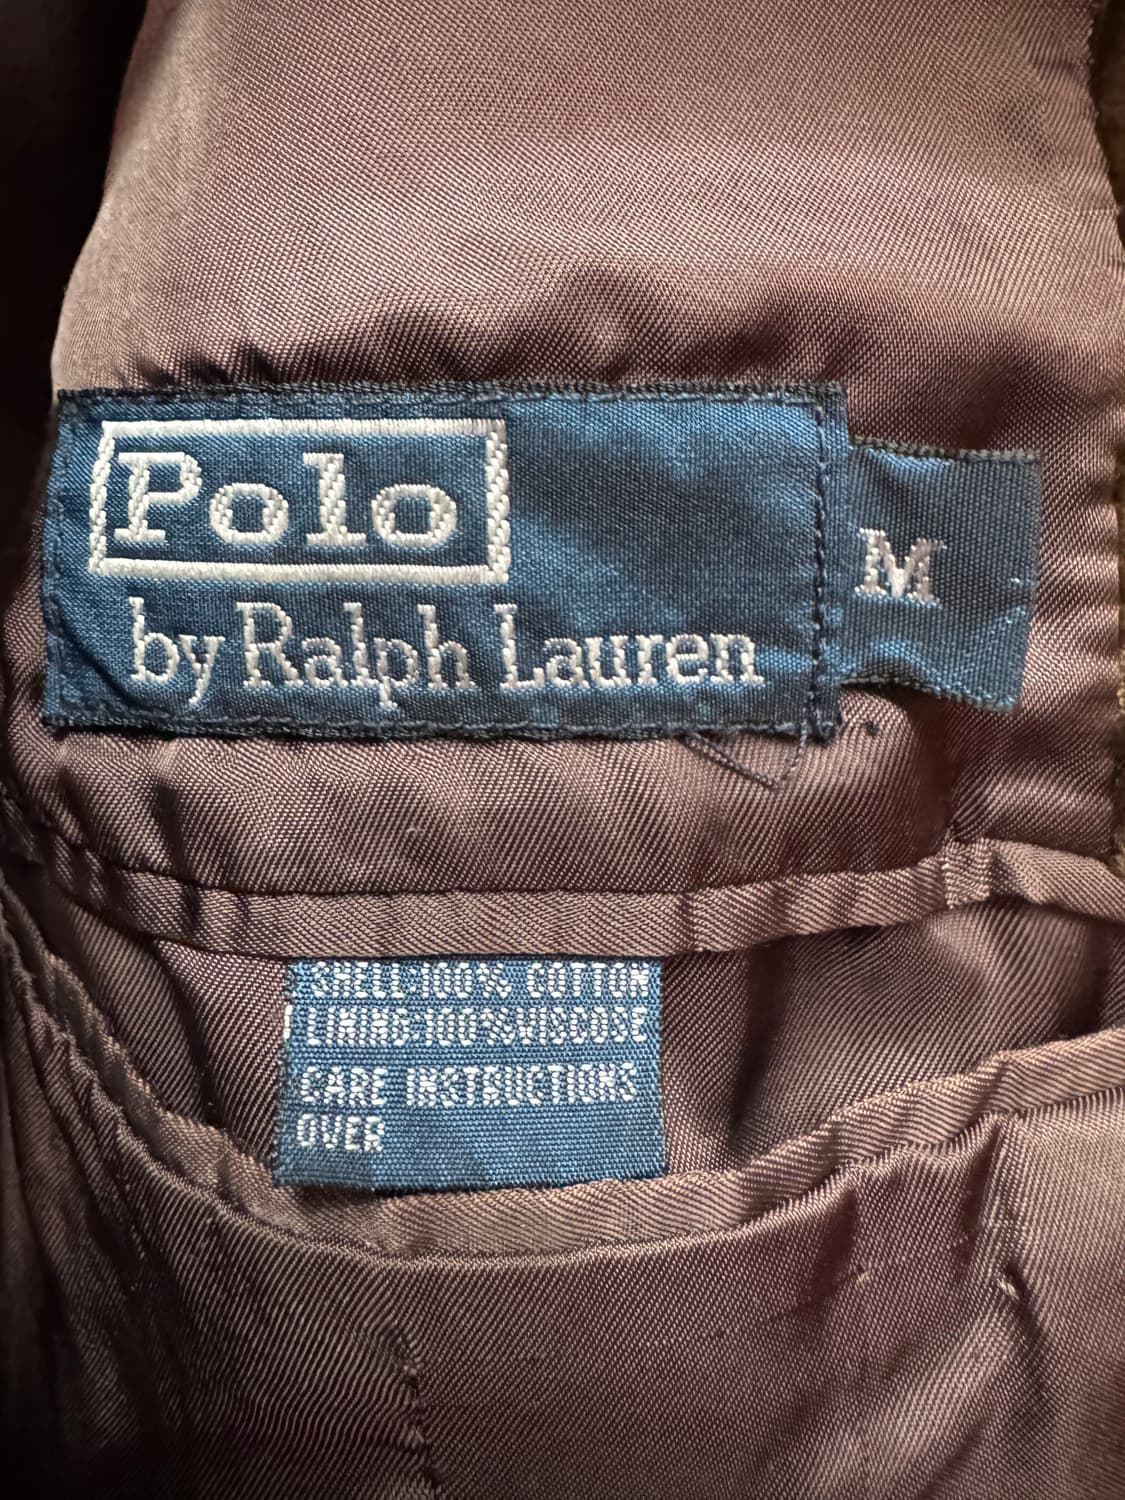 Polo
by Ralph Lauren
M
SHELL:100% COTTON
LINING:100%VISCOSE
CARE INSTRUCTIONS
OVER